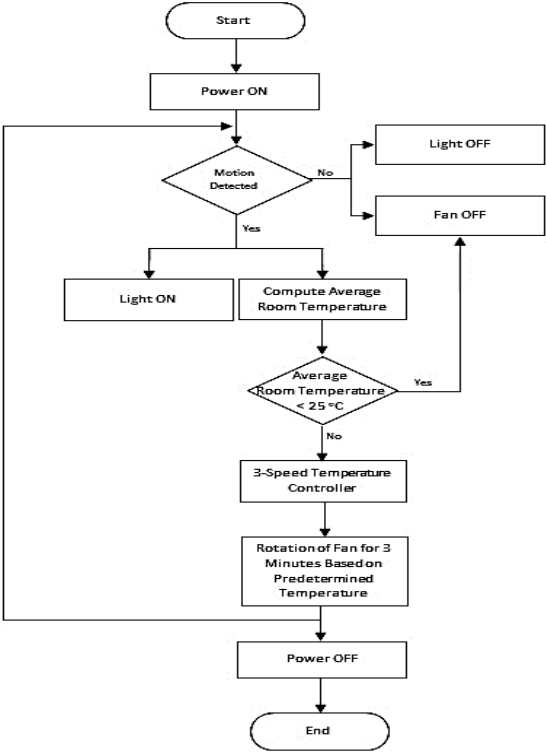 Start
Power ON
Motion
Detected
No
Light OFF
Fan OFF
Yes
Light ON
Compute Average
Room Temperature
Average
Room Temperature
< 25 °C
Yes
No
3-Speed Temperature
Controller
Rotation of Fan for 3
Minutes Based on
Predetermined
Temperature
Power OFF
End